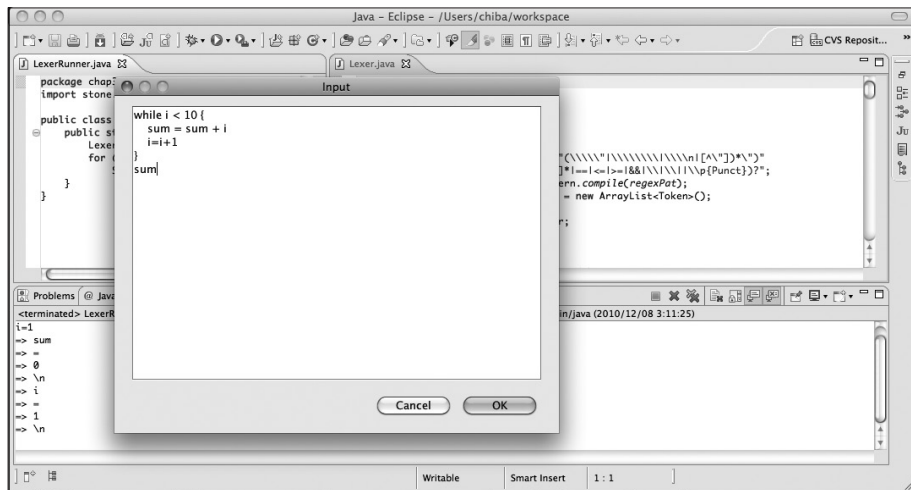 Java – Eclipse – /Users/chiba/workspace
CVS Reposit...
LexerRunner.java
Lexer.java
package chap
import stone
public class
public st
Lexer
for (
S
}
}
"(\\\\\"|\\\\\\\\|\\\\n|[^\"])*\")"
]*|==|<=|>=|&&|\\|\\||\\p{Punct})?";
ern.compile(regexPat);
= new ArrayList<Token>();
r;
Input
while i < 10 {
sum = sum + i
i=i+1
}
sum
Cancel
OK
Problems
@ Java
<terminated> LexerR
in/java (2010/12/08 3:11:25)
i=1
=> sum
=> =
=> 0
=> \n
=> i
=> =
=> 1
=> \n
Writable
Smart Insert
1 : 1